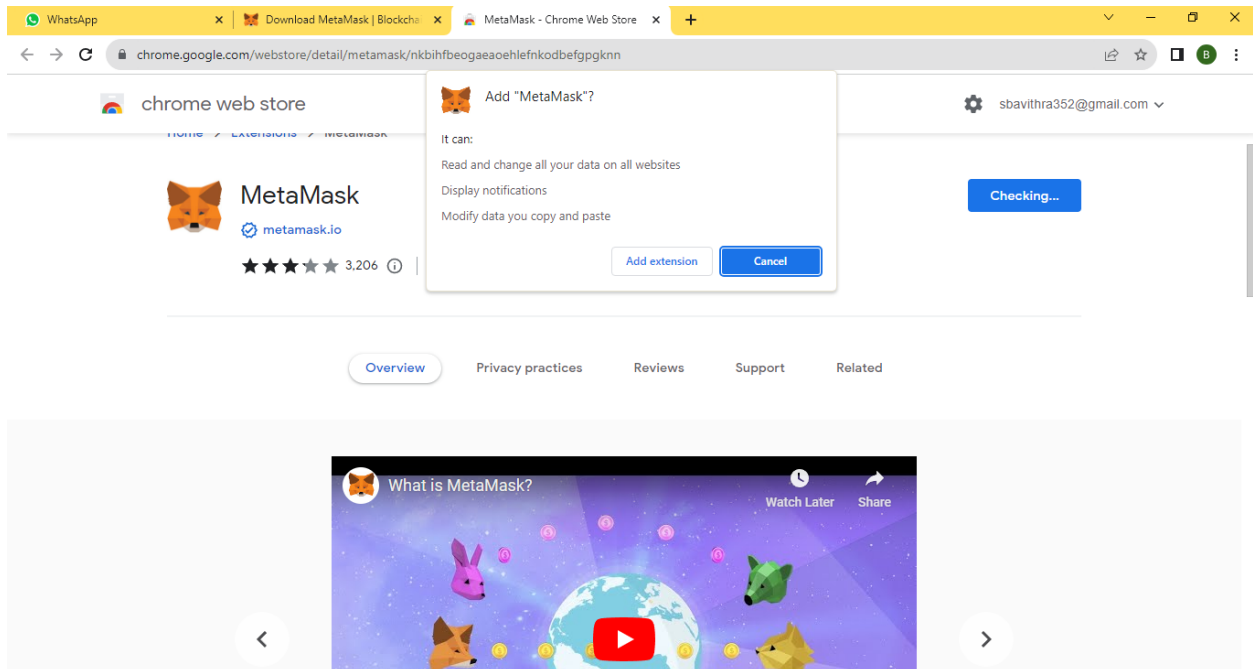 WhatsApp
Download MetaMask | Blockcha
MetaMask - Chrome Web Store
chrome.google.com/webstore/detail/metamask/nkbihfbeogaeaoehlefnkodbefgpgknn
B
chrome web store
sbavithra352@gmail.com
Home > Extensions > MetaMask
Add "MetaMask"?
It can:
Read and change all your data on all websites
Display notifications
Modify data you copy and paste
Add extension
Cancel
MetaMask
metamask.io
3,206
Checking...
Overview
Privacy practices
Reviews
Support
Related
What is MetaMask?
Watch Later
Share